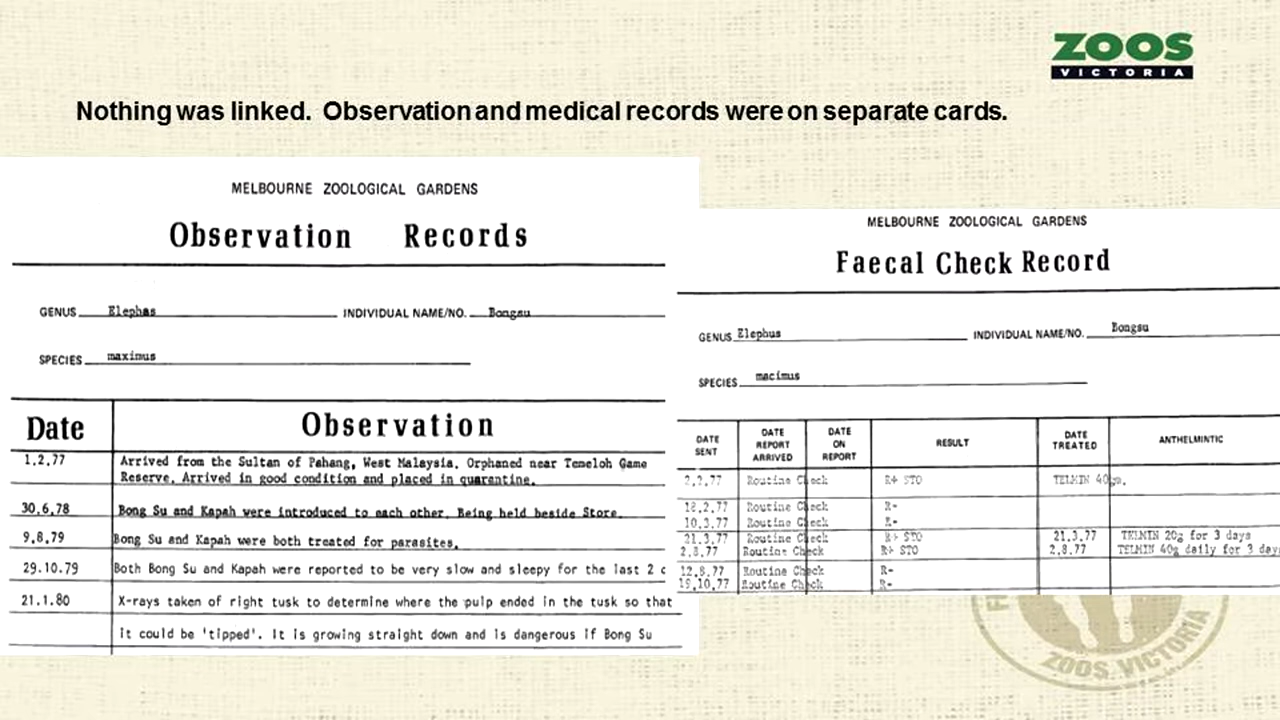 ZOOS
VICTORIA
Nothing was linked. Observation and medical records were on separate cards.
MELBOURNE ZOOLOGICAL GARDENS
Observation Records
GENUS Elephas INDIVIDUAL NAME/NO. Bongsu
SPECIES maximus
Date Observation
1.2.77 Arrived from the Sultan of Pahang, West Malaysia. Orphaned near Temeloh Game
Reserve. Arrived in good condition and placed in quarantine.
30.6.78 Bong Su and Kapah were introduced to each other. Being held beside Store.
9.8.79 Bong Su and Kapah were both treated for parasites.
29.10.79 Both Bong Su and Kapah were reported to be very slow and sleepy for the last 2 c
21.1.80 X-rays taken of right tusk to determine where the pulp ended in the tusk so that
it could be 'tipped'. It is growing straight down and is dangerous if Bong Su
MELBOURNE ZOOLOGICAL GARDENS
Faecal Check Record
GENUS Elephus INDIVIDUAL NAME/NO. Bongsu
SPECIES macimus
DATE SENT DATE REPORT ARRIVED DATE ON REPORT RESULT DATE TREATED ANTHELMINTIC
2.2.77 Routine Check R+ STO TELMIN 40gm.
18.2.77 Routine Check R-
10.3.77 Routine Check R-
21.3.77 Routine Check R+ STO 21.3.77 TELMIN 20g for 3 days
2.8.77 Routine Check R+ STO 2.8.77 TELMIN 40g daily for 3 day
12.8.77 Routine Check R-
19.10.77 Routine Check R-
ZOOS VICTORIA